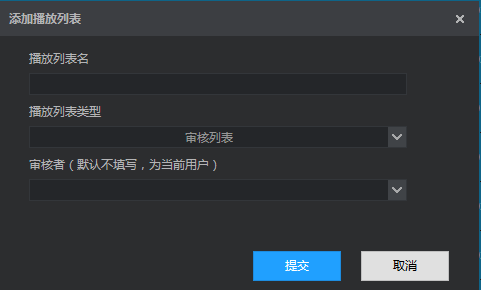 添加播放列表
播放列表名
播放列表类型
审核列表
审核者（默认不填写，为当前用户）
提交
取消